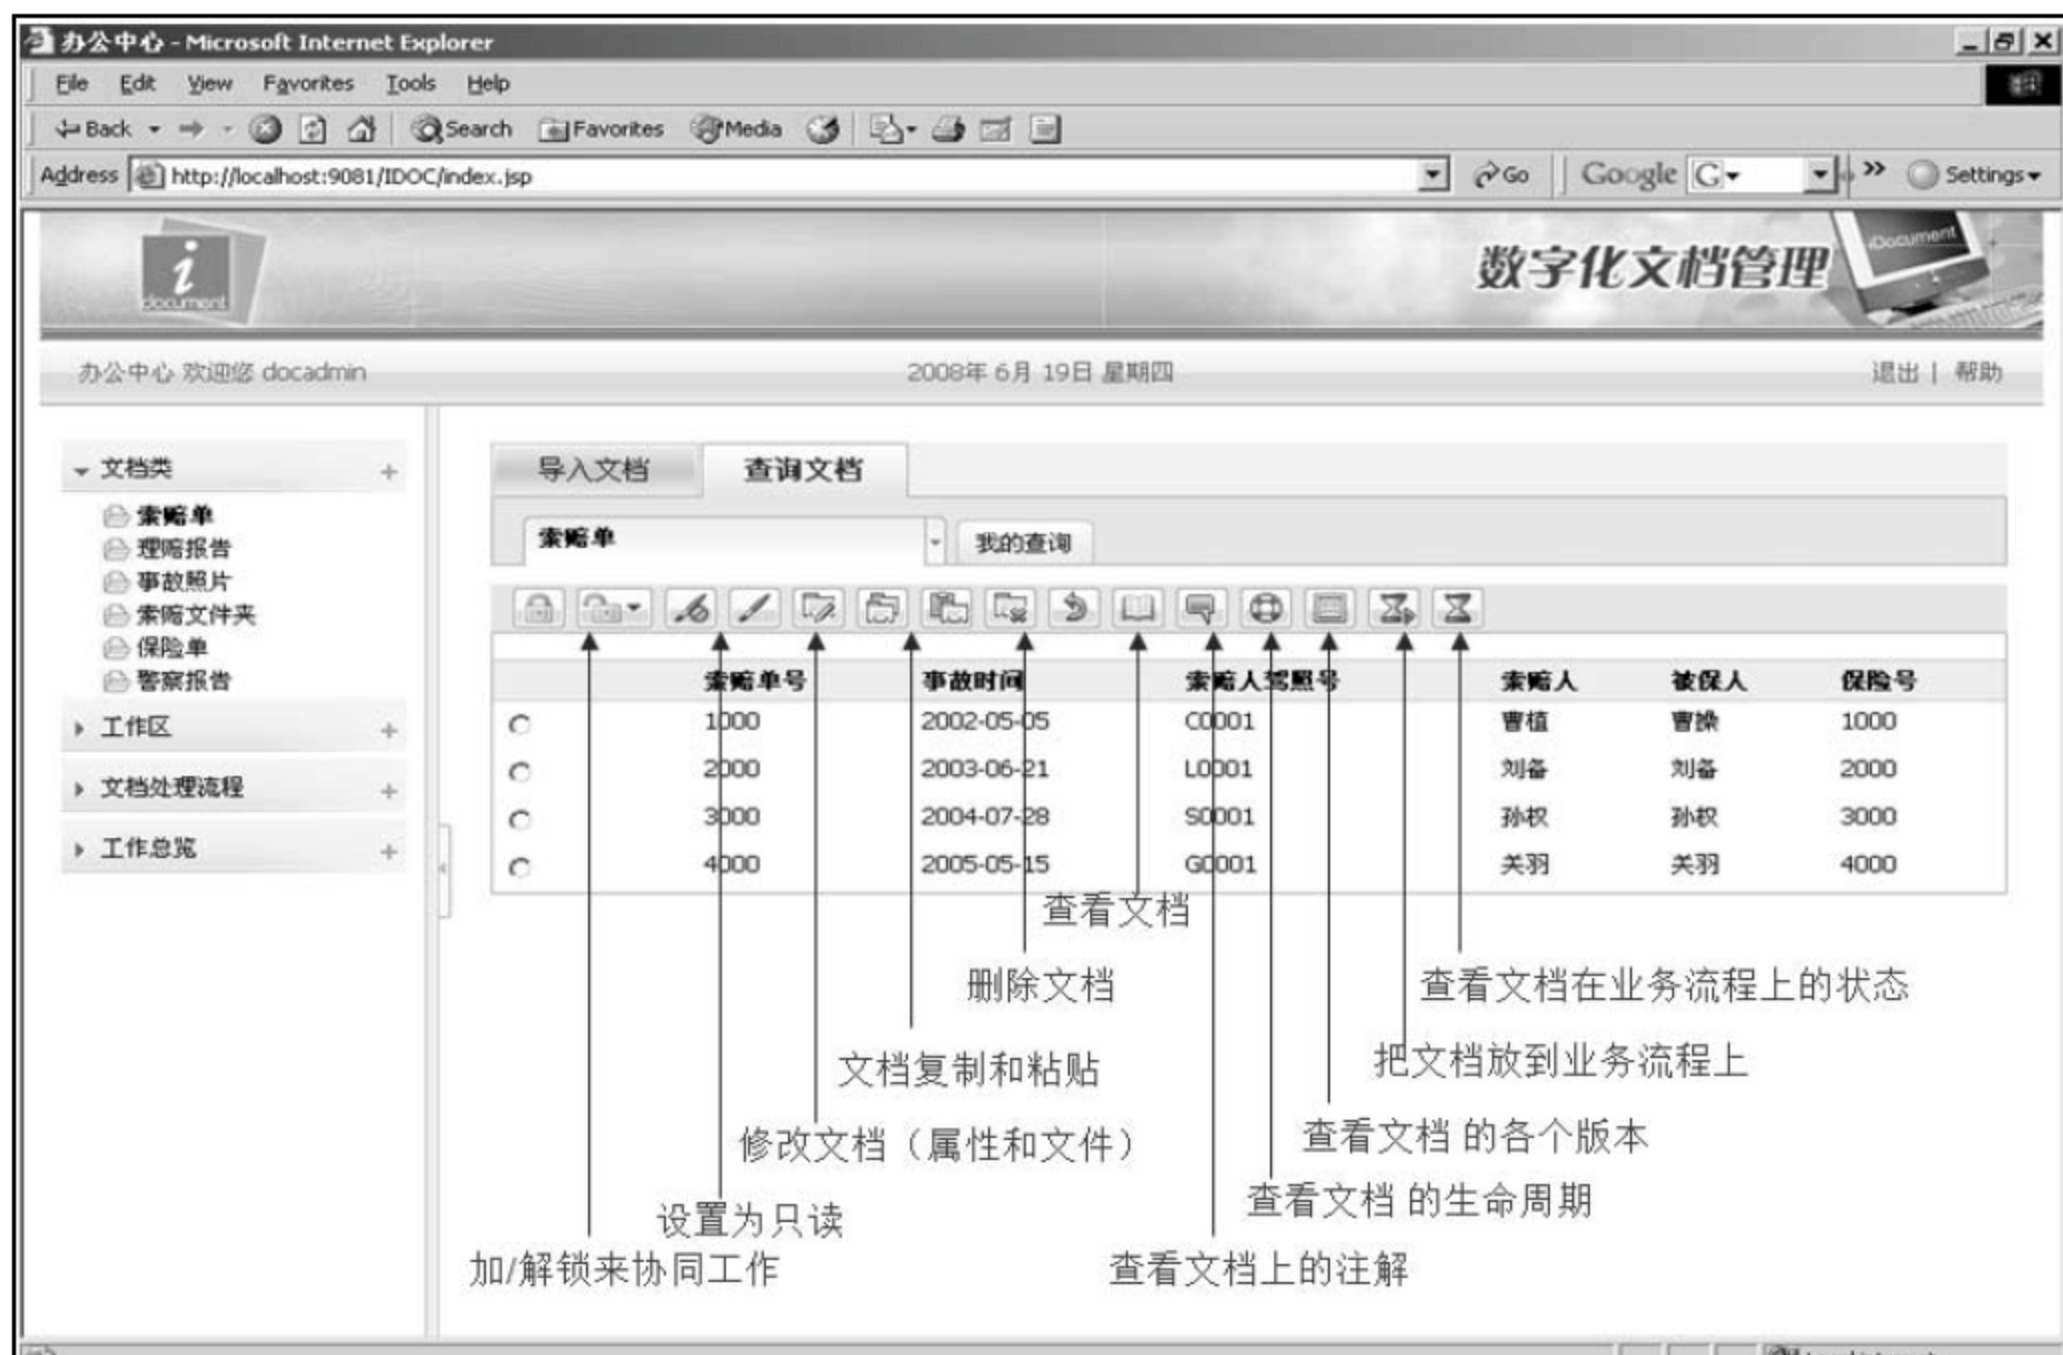 办公中心 - Microsoft Internet Explorer
File Edit View Favorites Tools Help
Back Search Favorites Media
Address http://localhost:9081/IDOC/index.jsp Go Google G Settings
i
document
数字化文档管理
iDocument
办公中心 欢迎您 docadmin 2008年 6月 19日 星期四 退出 | 帮助
文档类 +
索赔单
理赔报告
事故照片
索赔文件夹
保险单
警察报告
工作区 +
文档处理流程 +
工作总览 +
导入文档 查询文档
索赔单 我的查询
索赔单号 事故时间 索赔人驾照号 索赔人 被保人 保险号
1000 2002-05-05 C0001 曹植 曹操 1000
2000 2003-06-21 L0001 刘备 刘备 2000
3000 2004-07-28 S0001 孙权 孙权 3000
4000 2005-05-15 G0001 关羽 关羽 4000
查看文档
删除文档 查看文档在业务流程上的状态
文档复制和粘贴 把文档放到业务流程上
修改文档（属性和文件） 查看文档 的各个版本
设置为只读 查看文档 的生命周期
加/解锁来协同工作 查看文档上的注解